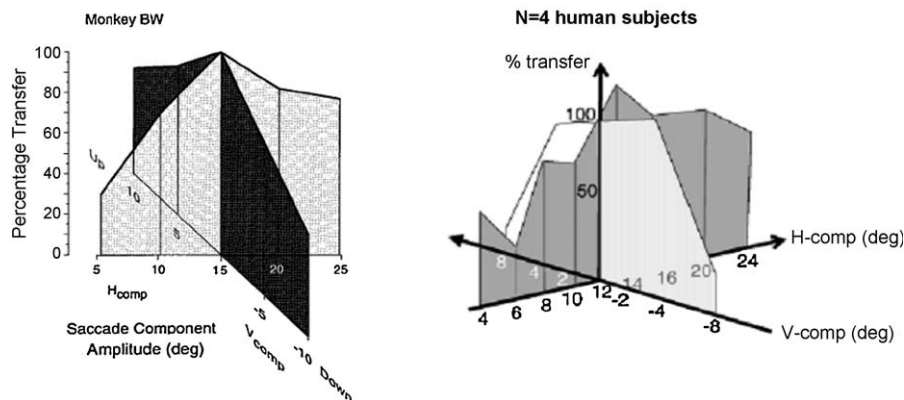 Monkey BW
Percentage Transfer
100
80
60
40
20
0
Up
10
5
5
10
15
20
25
Hcomp
-5
-10 Down
Vcomp
Saccade Component
Amplitude (deg)
N=4 human subjects
% transfer
100
50
H-comp (deg)
24
20
16
14
8
4
2
12
10
8
6
4
-2
-4
-8
V-comp (deg)